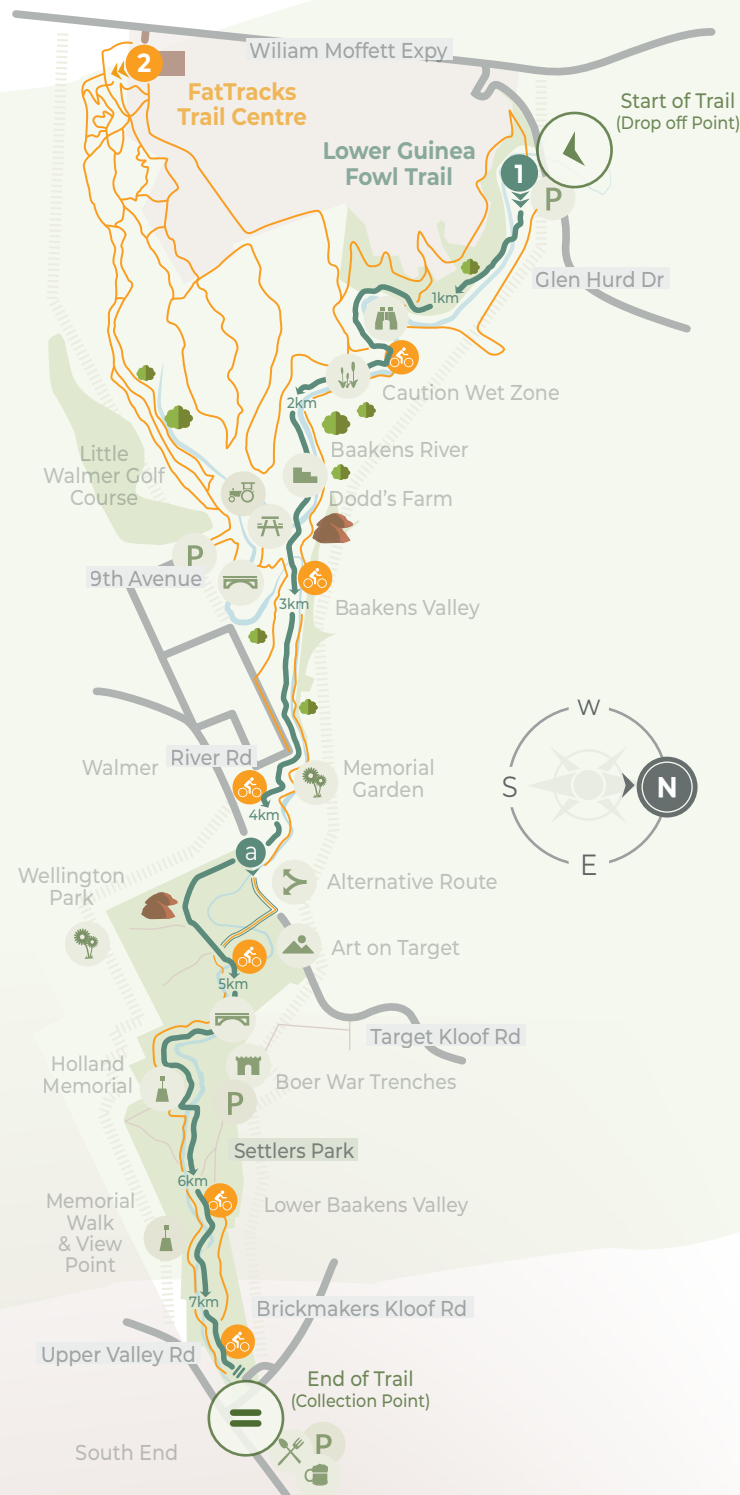 Wiliam Moffett Expy
2
FatTracks
Trail Centre
Start of Trail
(Drop off Point)
Lower Guinea
Fowl Trail
1
P
Glen Hurd Dr
1km
Caution Wet Zone
2km
Baakens River
Little
Walmer Golf
Course
Dodd's Farm
P
9th Avenue
3km
Baakens Valley
W
S
N
E
Walmer
River Rd
Memorial
Garden
4km
a
Wellington
Park
Alternative Route
Art on Target
5km
Target Kloof Rd
Holland
Memorial
Boer War Trenches
P
Settlers Park
6km
Memorial
Walk
& View
Point
Lower Baakens Valley
7km
Brickmakers Kloof Rd
Upper Valley Rd
End of Trail
(Collection Point)
South End
P